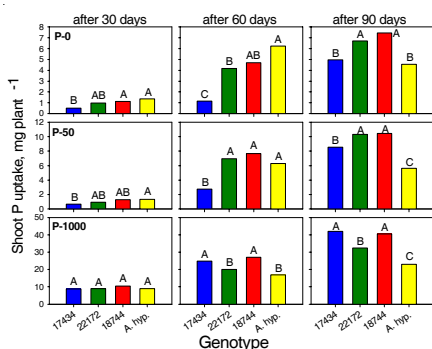 after 30 days after 60 days after 90 days
Shoot P uptake, mg plant -1
8
7
6
5
4
3
2
1
0
P-0
B AB A A
C B AB A
B A A B
12
10
8
6
4
2
0
P-50
B AB AB A
B A A A
B A A C
50
40
30
20
10
0
P-1000
A A A A
A B A B
A B A C
17434 22172 18744 A. hyp. 17434 22172 18744 A. hyp. 17434 22172 18744 A. hyp.
Genotype